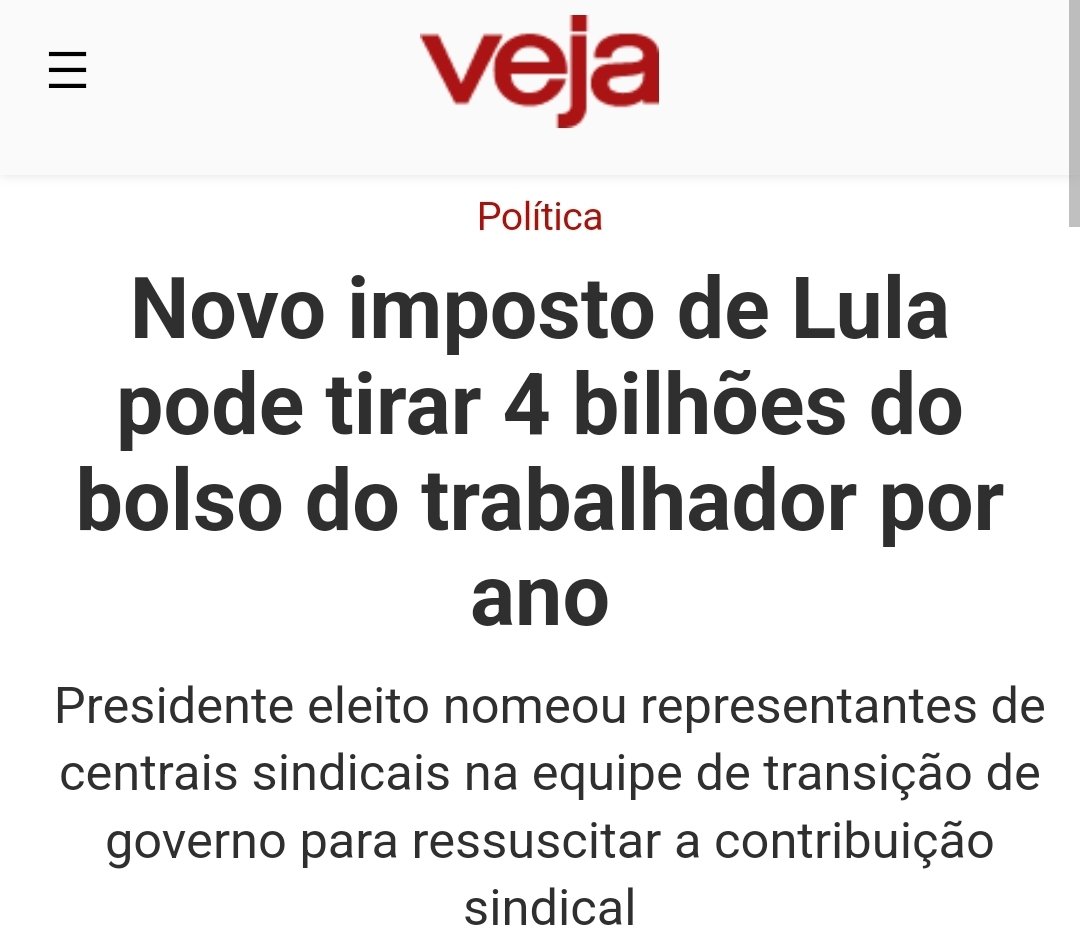 veja
Política
Novo imposto de Lula
pode tirar 4 bilhões do
bolso do trabalhador por
ano
Presidente eleito nomeou representantes de
centrais sindicais na equipe de transição de
governo para ressuscitar a contribuição
sindical